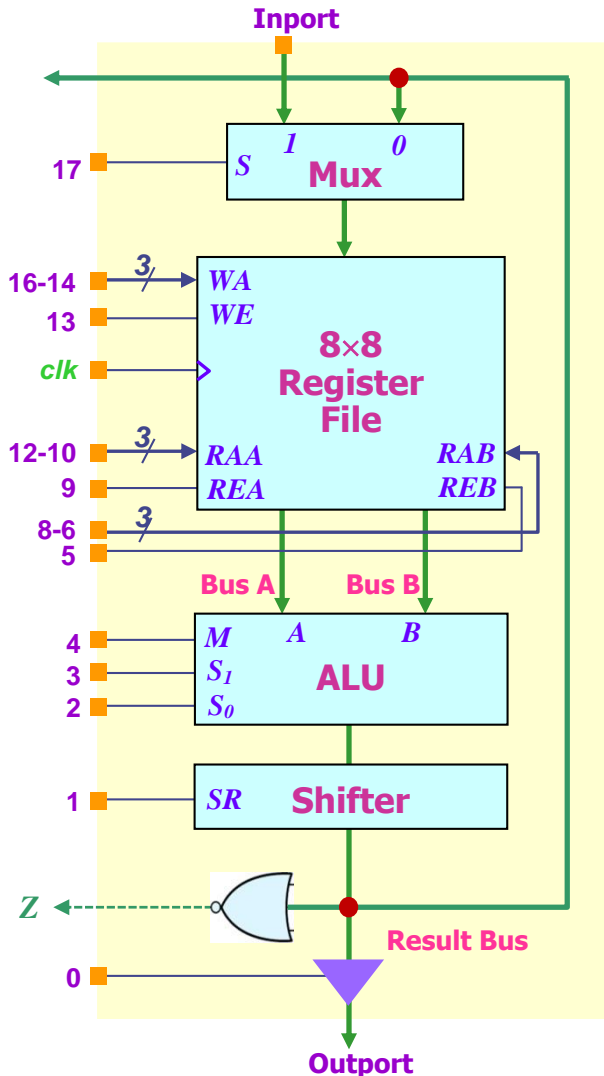 Inport
1 0
17 S Mux
16-14 3 WA
13 WE
clk
8×8
Register
File
12-10 3 RAA RAB
9 REA REB
8-6 3
5
Bus A Bus B
4 M A B
3 S₁ ALU
2 S₀
1 SR Shifter
Z
Result Bus
0
Outport